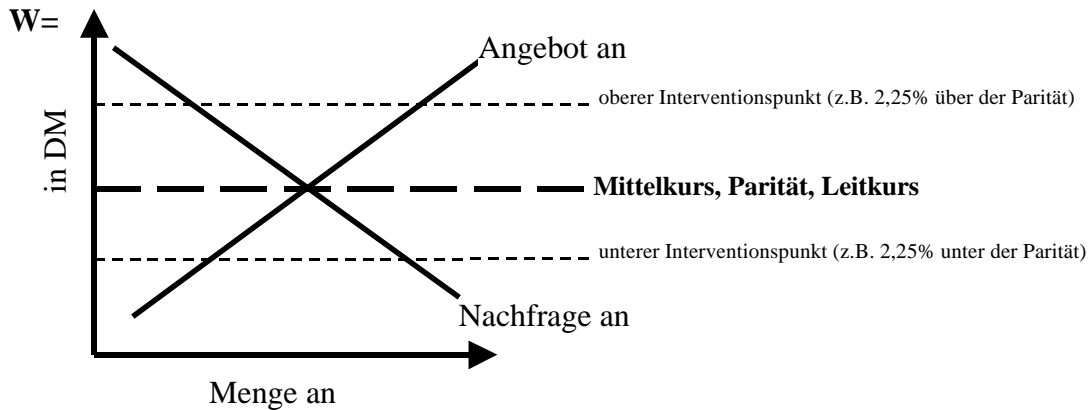 W=
Angebot an
oberer Interventionspunkt (z.B. 2,25% über der Parität)
in DM
Mittelkurs, Parität, Leitkurs
unterer Interventionspunkt (z.B. 2,25% unter der Parität)
Nachfrage an
Menge an